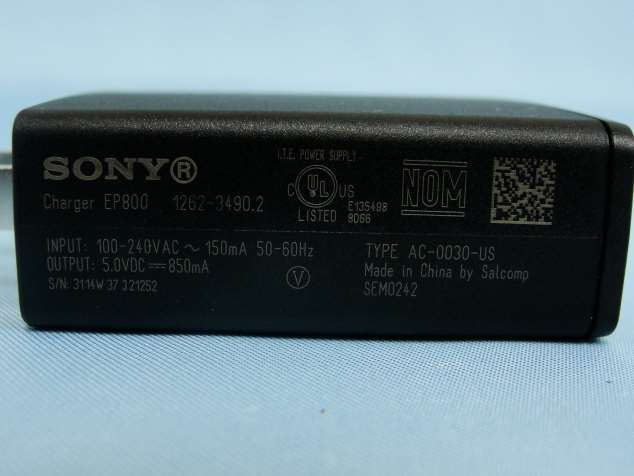 SONY®
Charger EP800 1262-3490.2
I.T.E. POWER SUPPLY
C UL US
LISTED
E135498
8D66
NOM
INPUT: 100-240VAC ~ 150mA 50-60Hz
OUTPUT: 5.0VDC ⎓ 850mA
S/N: 3114W 37 321252
V
TYPE AC-0030-US
Made in China by Salcomp
SEM0242